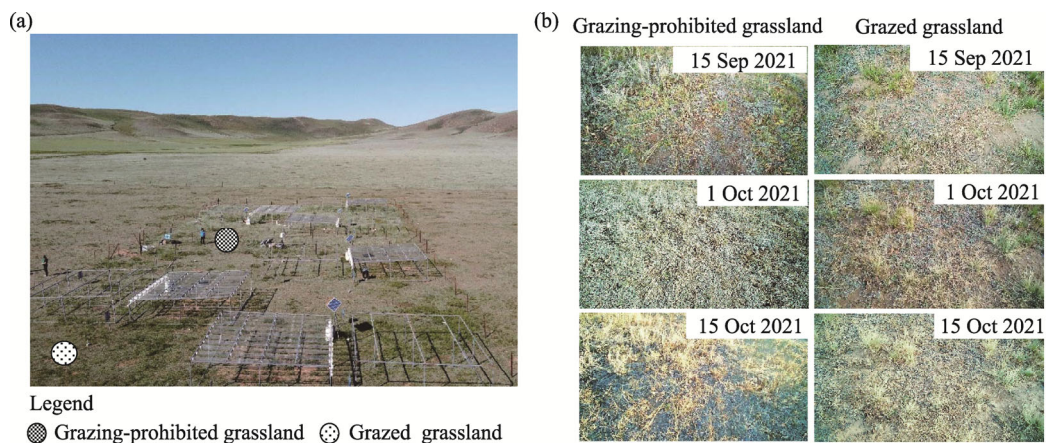 (a)
Legend
Grazing-prohibited grassland
Grazed grassland
(b)
Grazing-prohibited grassland
Grazed grassland
15 Sep 2021
15 Sep 2021
1 Oct 2021
1 Oct 2021
15 Oct 2021
15 Oct 2021